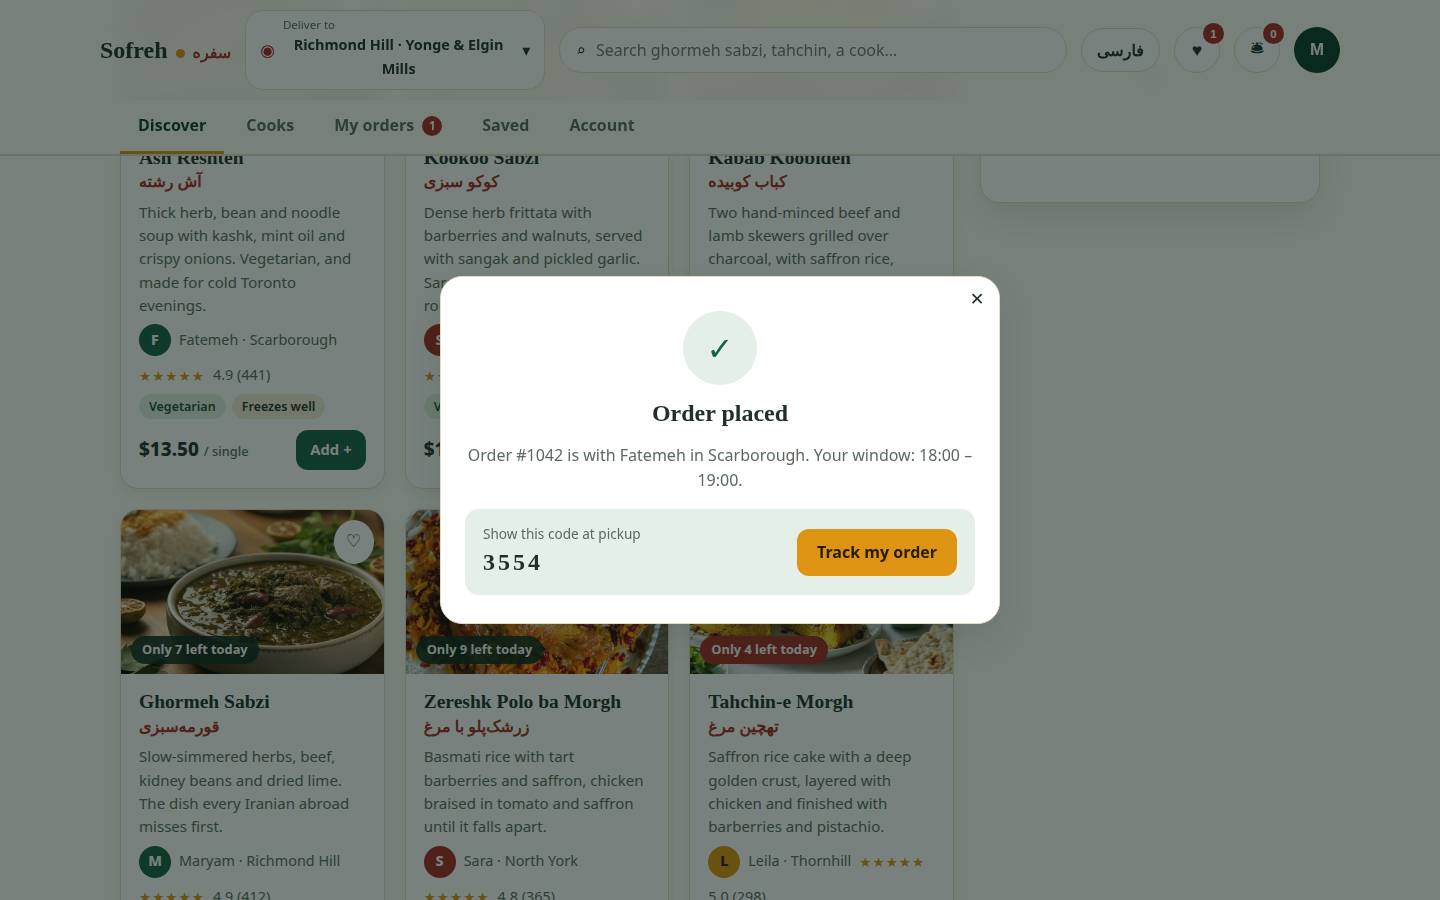 Sofreh
سفره
Deliver to
Richmond Hill · Yonge & Elgin
Mills
▾
Search ghormeh sabzi, tahchin, a cook...
فارسی
♥
1
0
M
Discover
Cooks
My orders 1
Saved
Account
Ash Reshteh
آش رشته
Thick herb, bean and noodle
soup with kashk, mint oil and
crispy onions. Vegetarian, and
made for cold Toronto
evenings.
F
Fatemeh · Scarborough
★★★★★ 4.9 (441)
Vegetarian
Freezes well
$13.50 / single
Add +
Kookoo Sabzi
کوکو سبزی
Dense herb frittata with
barberries and walnuts, served
with sangak and pickled garlic.
Kabab Koobideh
کباب کوبیده
Two hand-minced beef and
lamb skewers grilled over
charcoal, with saffron rice,
✕
✓
Order placed
Order #1042 is with Fatemeh in Scarborough. Your window: 18:00 –
19:00.
Show this code at pickup
3554
Track my order
♡
Only 7 left today
Ghormeh Sabzi
قورمه‌سبزی
Slow-simmered herbs, beef,
kidney beans and dried lime.
The dish every Iranian abroad
misses first.
M
Maryam · Richmond Hill
★★★★★ 4.9 (412)
Only 9 left today
Zereshk Polo ba Morgh
زرشک‌پلو با مرغ
Basmati rice with tart
barberries and saffron, chicken
braised in tomato and saffron
until it falls apart.
S
Sara · North York
★★★★★ 4.8 (365)
Only 4 left today
Tahchin-e Morgh
تهچین مرغ
Saffron rice cake with a deep
golden crust, layered with
chicken and finished with
barberries and pistachio.
L
Leila · Thornhill ★★★★★
5.0 (298)